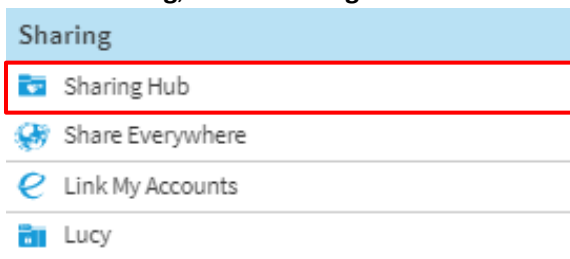 Sharing
Sharing Hub
Share Everywhere
Link My Accounts
Lucy